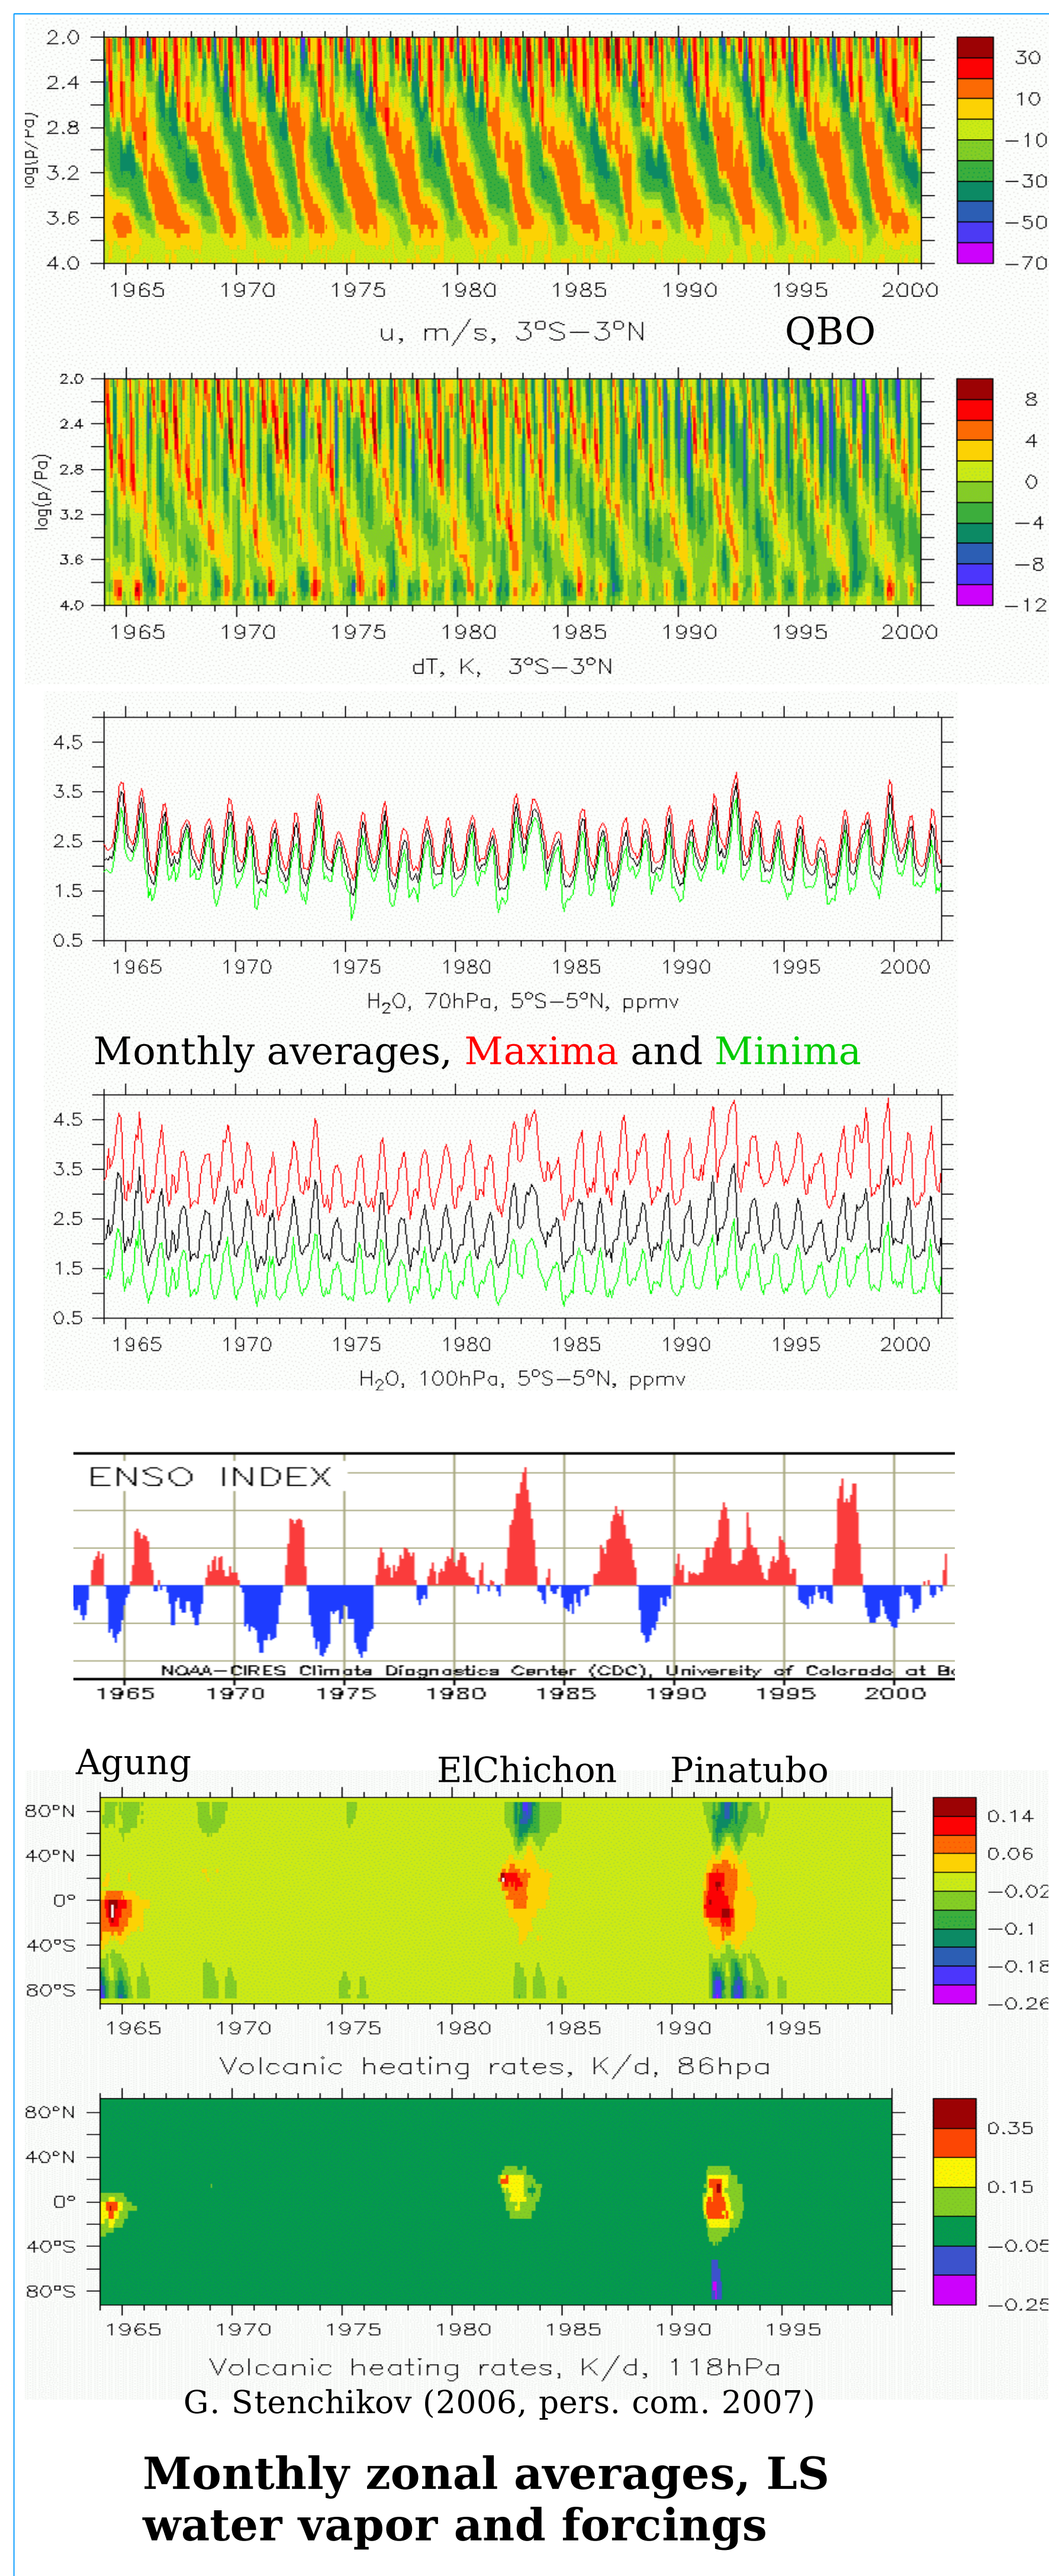 2.0
2.4
2.8
3.2
3.6
4.0
log(p/Pa)
1965 1970 1975 1980 1985 1990 1995 2000
30
10
−10
−30
−50
−70
u, m/s, 3°S−3°N QBO
2.0
2.4
2.8
3.2
3.6
4.0
log(p/Pa)
1965 1970 1975 1980 1985 1990 1995 2000
8
4
0
−4
−8
−12
dT, K, 3°S−3°N
4.5
3.5
2.5
1.5
0.5
1965 1970 1975 1980 1985 1990 1995 2000
H₂O, 70hPa, 5°S−5°N, ppmv
Monthly averages, Maxima and Minima
4.5
3.5
2.5
1.5
0.5
1965 1970 1975 1980 1985 1990 1995 2000
H₂O, 100hPa, 5°S−5°N, ppmv
ENSO INDEX
NOAA−CIRES Climate Diagnostics Center (CDC), University of Colorado at Bo
1965 1970 1975 1980 1985 1990 1995 2000
Agung ElChichon Pinatubo
80°N
40°N
0°
40°S
80°S
0.14
0.06
−0.02
−0.1
−0.18
−0.26
1965 1970 1975 1980 1985 1990 1995
Volcanic heating rates, K/d, 86hpa
80°N
40°N
0°
40°S
80°S
0.35
0.15
−0.05
−0.25
1965 1970 1975 1980 1985 1990 1995
Volcanic heating rates, K/d, 118hPa
G. Stenchikov (2006, pers. com. 2007)
Monthly zonal averages, LS
water vapor and forcings